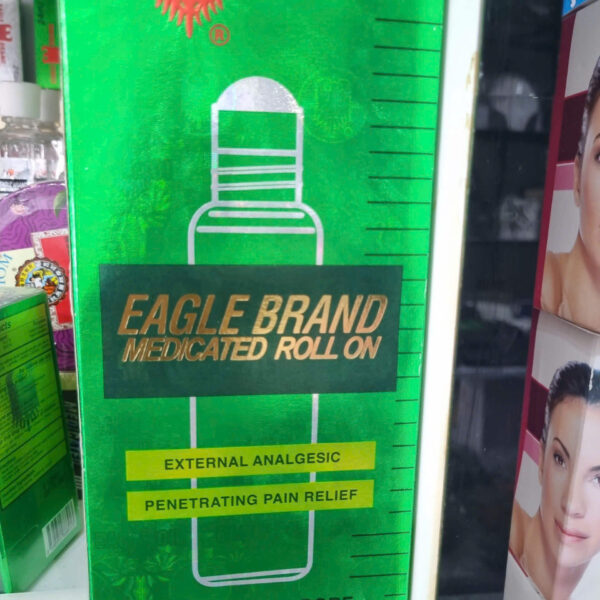 ®
EAGLE BRAND
MEDICATED ROLL ON
EXTERNAL ANALGESIC
PENETRATING PAIN RELIEF